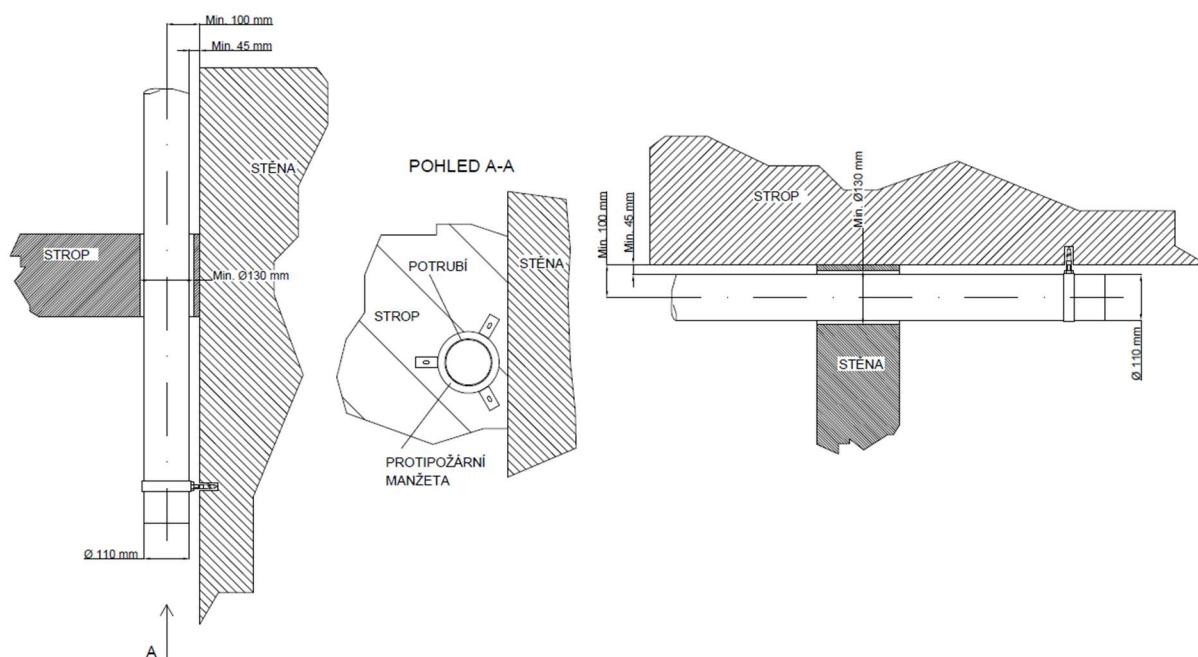 Min. 100 mm
Min. 45 mm
STĚNA
STROP
Min. Ø130 mm
Ø 110 mm
A
POHLED A-A
POTRUBÍ
STĚNA
STROP
PROTIPOŽÁRNÍ
MANŽETA
Min. 100 mm
Min. 45 mm
STROP
Min. Ø130 mm
STĚNA
Ø 110 mm